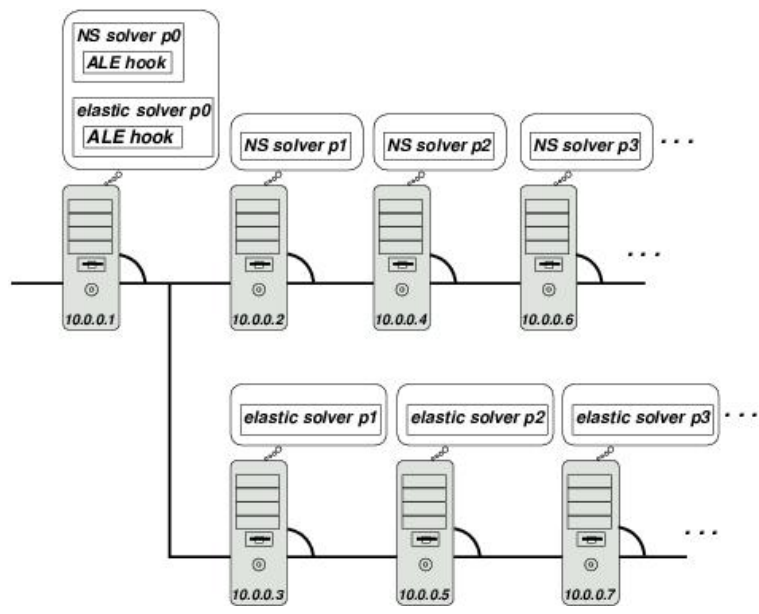 NS solver p0
ALE hook
elastic solver p0
ALE hook
NS solver p1
NS solver p2
NS solver p3
. . .
. . .
10.0.0.1
10.0.0.2
10.0.0.4
10.0.0.6
elastic solver p1
elastic solver p2
elastic solver p3
. . .
. . .
10.0.0.3
10.0.0.5
10.0.0.7